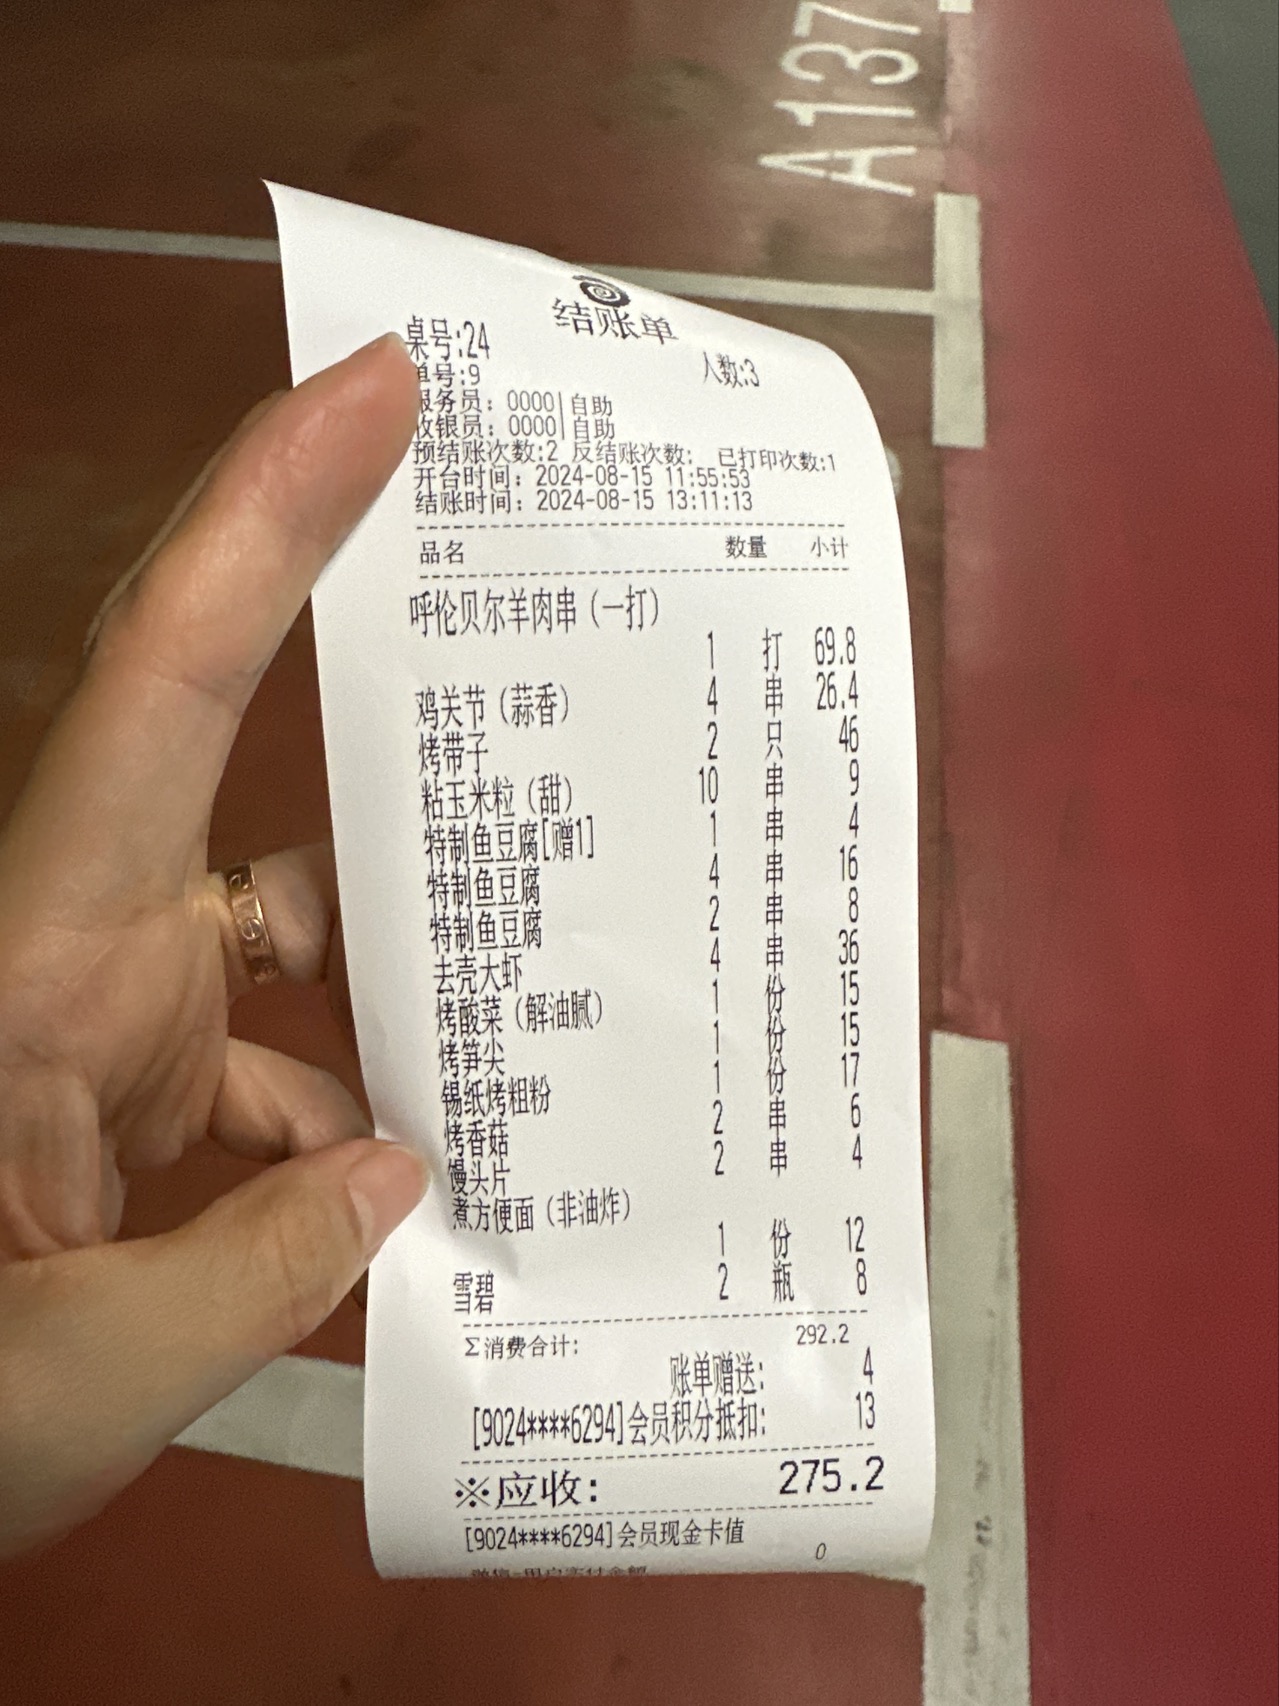 A137
结账单
桌号:24 人数:3
单号:9
服务员: 0000|自助
收银员: 0000|自助
预结账次数:2 反结账次数: 已打印次数:1
开台时间: 2024-08-15 11:55:53
结账时间: 2024-08-15 13:11:13
品名 数量 小计
呼伦贝尔羊肉串(一打)
1 打 69.8
鸡关节(蒜香) 4 串 26.4
烤带子 2 只 46
粘玉米粒(甜) 10 串 9
特制鱼豆腐[赠1] 1 串 4
特制鱼豆腐 4 串 16
特制鱼豆腐 2 串 8
去壳大虾 4 串 36
烤酸菜(解油腻) 1 份 15
烤笋尖 1 份 15
锡纸烤粗粉 1 份 17
烤香菇 2 串 6
馒头片 2 串 4
煮方便面(非油炸)
1 份 12
雪碧 2 瓶 8
Σ消费合计: 292.2
账单赠送: 4
[9024****6294]会员积分抵扣: 13
※应收: 275.2
[9024****6294]会员现金卡值
0